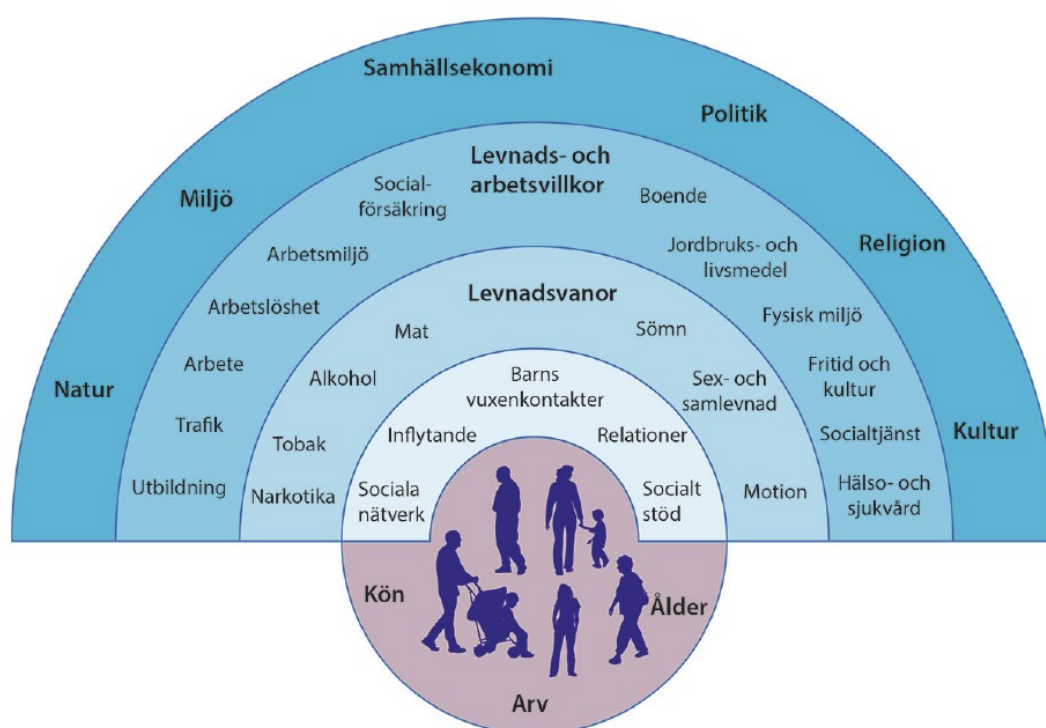 Samhällsekonomi
Politik
Miljö
Religion
Natur
Kultur
Levnads- och
arbetsvillkor
Social-
försäkring
Boende
Arbetsmiljö
Jordbruks- och
livsmedel
Arbetslöshet
Fysisk miljö
Arbete
Fritid och
kultur
Trafik
Socialtjänst
Utbildning
Hälso- och
sjukvård
Levnadsvanor
Mat
Sömn
Alkohol
Sex- och
samlevnad
Tobak
Narkotika
Motion
Barns
vuxenkontakter
Inflytande
Relationer
Sociala
nätverk
Socialt
stöd
Kön
Ålder
Arv